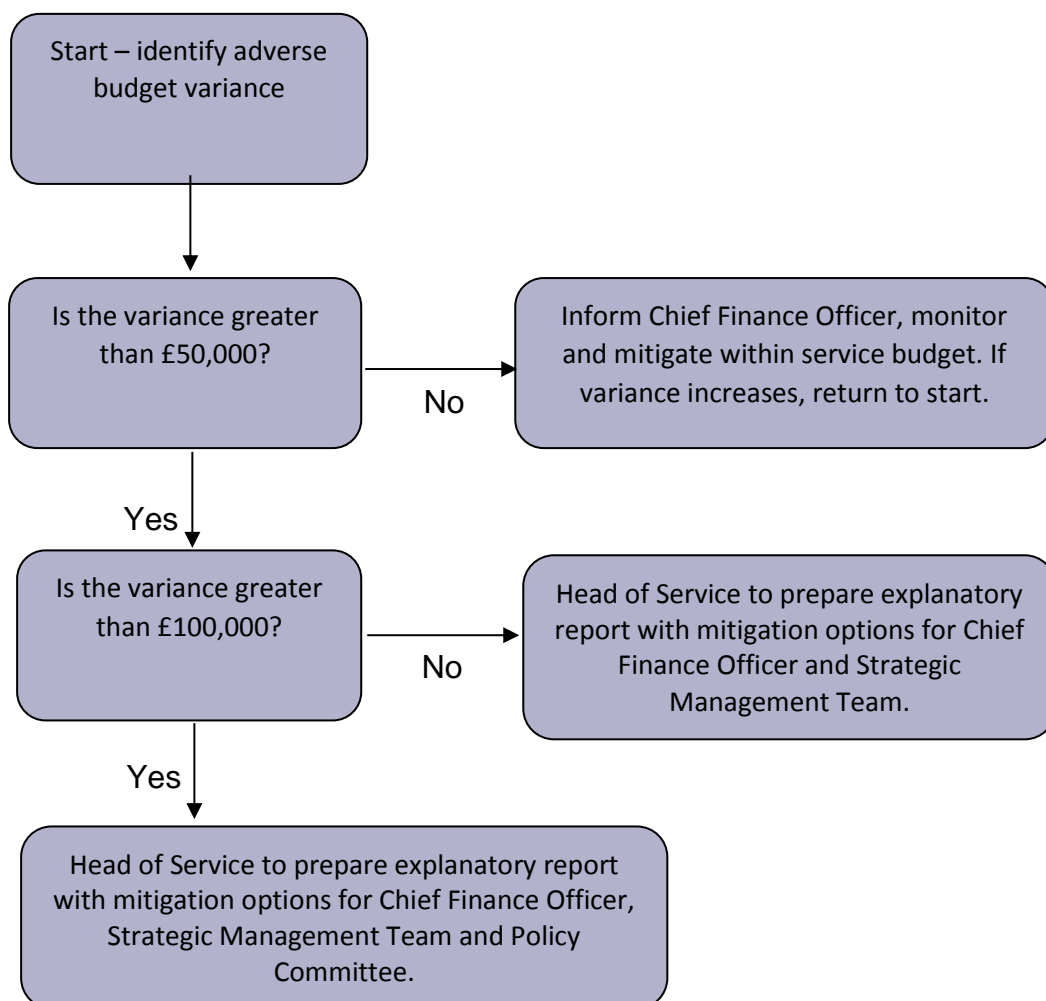 Start – identify adverse
budget variance
Is the variance greater
than £50,000?
No
Inform Chief Finance Officer, monitor
and mitigate within service budget. If
variance increases, return to start.
Yes
Is the variance greater
than £100,000?
No
Head of Service to prepare explanatory
report with mitigation options for Chief
Finance Officer and Strategic
Management Team.
Yes
Head of Service to prepare explanatory report
with mitigation options for Chief Finance Officer,
Strategic Management Team and Policy
Committee.